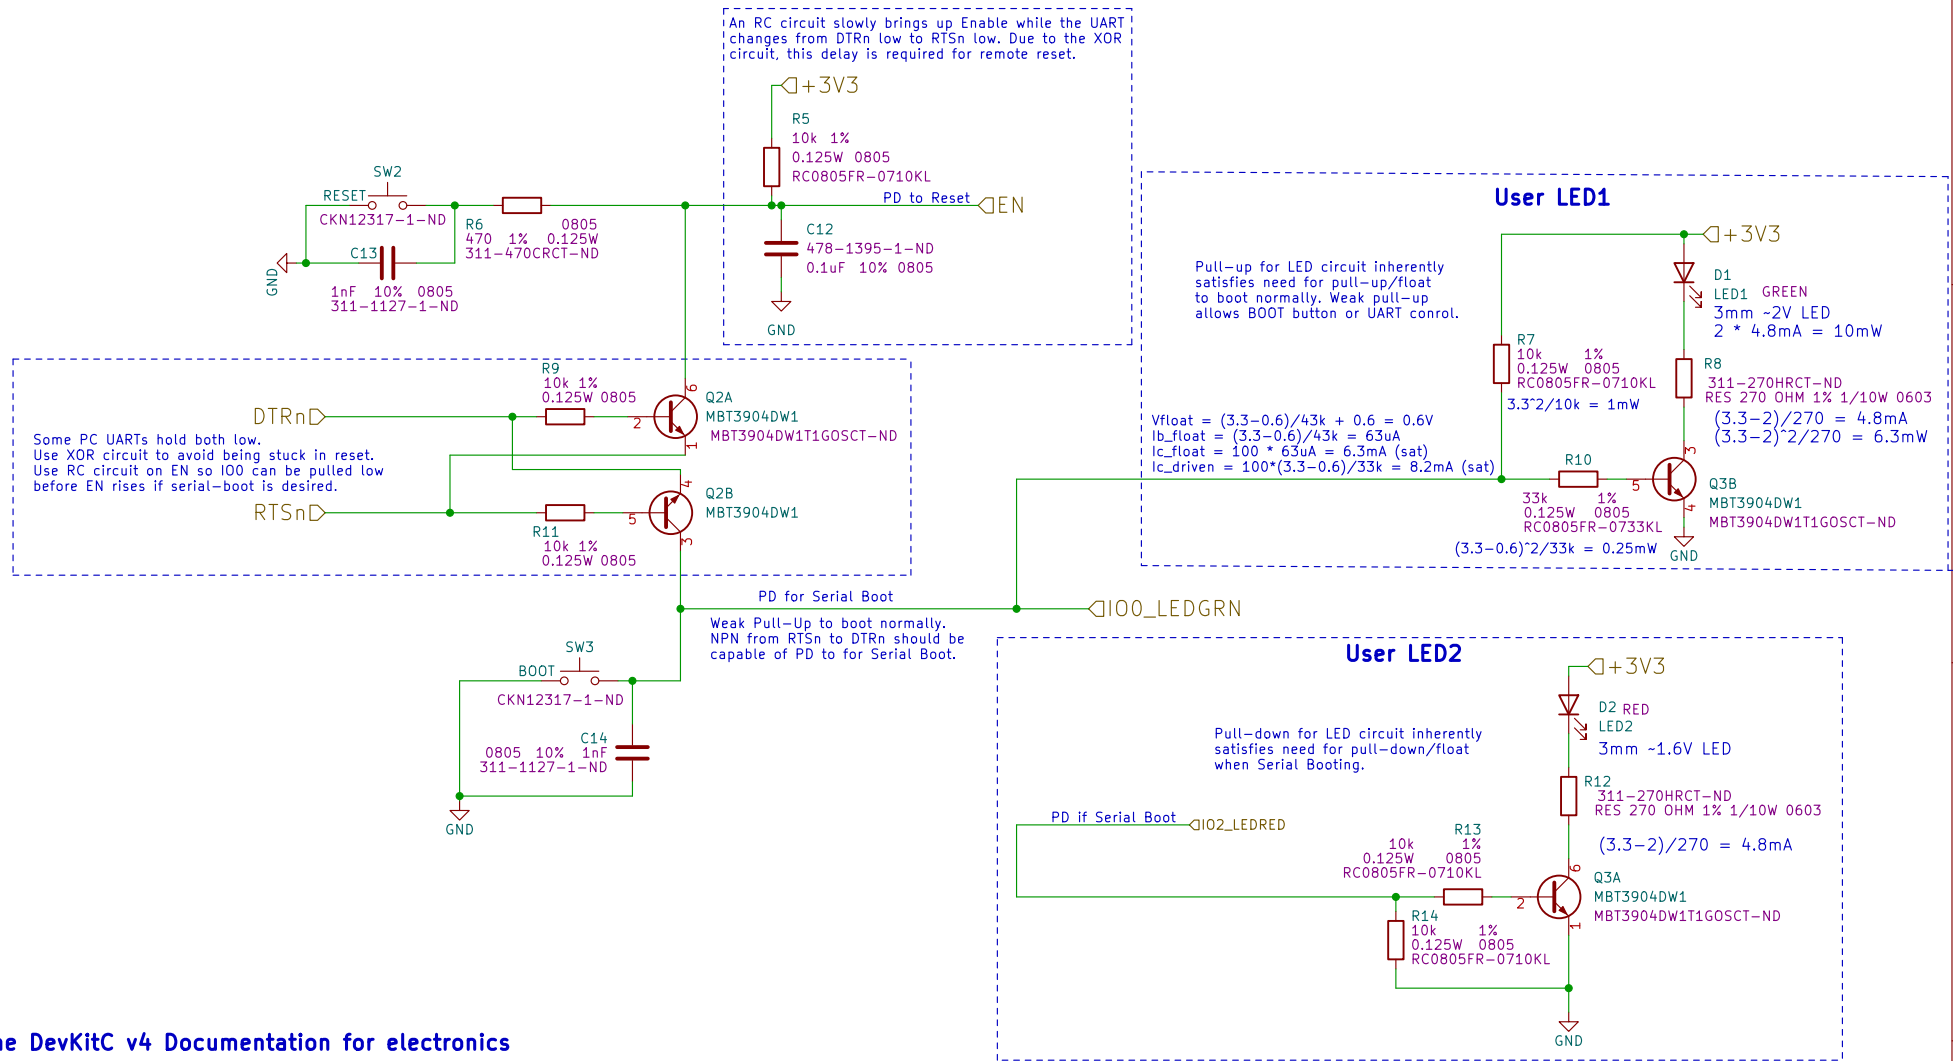 An RC circuit slowly brings up Enable while the UART
changes from DTRn low to RTSn low. Due to the XOR
circuit, this delay is required for remote reset.
+3V3
R5
10k 1%
0.125W 0805
RC0805FR-0710KL
PD to Reset
EN
C12
478-1395-1-ND
0.1uF 10% 0805
GND
SW2
RESET
CKN12317-1-ND
R6 0805
470 1% 0.125W
311-470CRCT-ND
C13
1nF 10% 0805
311-1127-1-ND
GND
R9
10k 1%
0.125W 0805
DTRn
2
6
1
Q2A
MBT3904DW1
MBT3904DW1T1GOSCT-ND
Some PC UARTs hold both low.
Use XOR circuit to avoid being stuck in reset.
Use RC circuit on EN so IO0 can be pulled low
before EN rises if serial-boot is desired.
RTSn
R11
10k 1%
0.125W 0805
5
4
3
Q2B
MBT3904DW1
PD for Serial Boot
IO0_LEDGRN
Weak Pull-Up to boot normally.
NPN from RTSn to DTRn should be
capable of PD to for Serial Boot.
SW3
BOOT
CKN12317-1-ND
C14
0805 10% 1nF
311-1127-1-ND
GND
User LED1
+3V3
Pull-up for LED circuit inherently
satisfies need for pull-up/float
to boot normally. Weak pull-up
allows BOOT button or UART conrol.
D1
LED1 GREEN
3mm ~2V LED
2 * 4.8mA = 10mW
R7
10k 1%
0.125W 0805
RC0805FR-0710KL
3.3^2/10k = 1mW
R8
311-270HRCT-ND
RES 270 OHM 1% 1/10W 0603
(3.3-2)/270 = 4.8mA
(3.3-2)^2/270 = 6.3mW
Vfloat = (3.3-0.6)/43k + 0.6 = 0.6V
Ib_float = (3.3-0.6)/43k = 63uA
Ic_float = 100 * 63uA = 6.3mA (sat)
Ic_driven = 100*(3.3-0.6)/33k = 8.2mA (sat)
R10
33k 1%
0.125W 0805
RC0805FR-0733KL
(3.3-0.6)^2/33k = 0.25mW
5
3
4
Q3B
MBT3904DW1
MBT3904DW1T1GOSCT-ND
GND
User LED2
+3V3
Pull-down for LED circuit inherently
satisfies need for pull-down/float
when Serial Booting.
D2 RED
LED2
3mm ~1.6V LED
R12
311-270HRCT-ND
RES 270 OHM 1% 1/10W 0603
(3.3-2)/270 = 4.8mA
PD if Serial Boot
IO2_LEDRED
R13
10k 1%
0.125W 0805
RC0805FR-0710KL
2
6
1
Q3A
MBT3904DW1
MBT3904DW1T1GOSCT-ND
R14
10k 1%
0.125W 0805
RC0805FR-0710KL
GND
DevKitC v4 Documentation for electronics